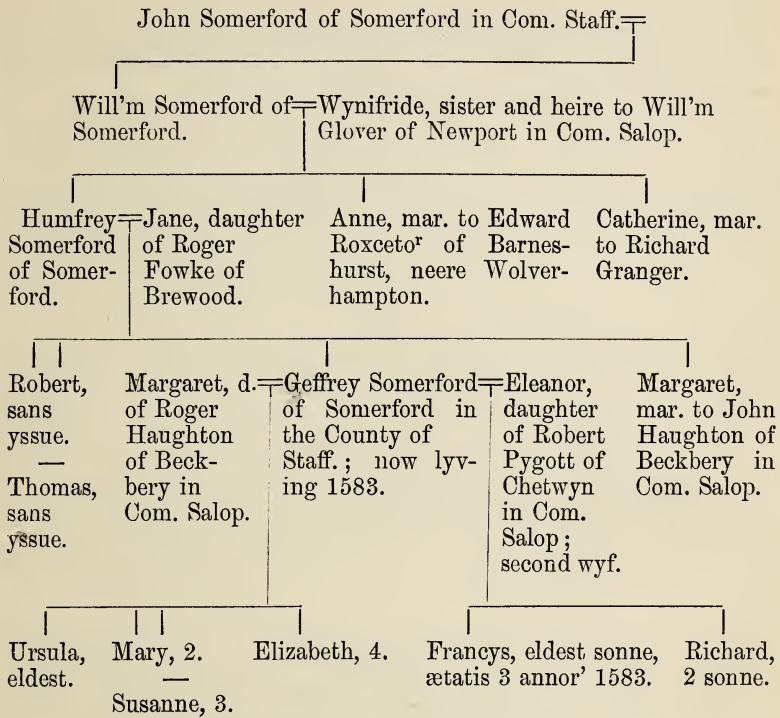 John Somerford of Somerford in Com. Staff.
Will'm Somerford of
Somerford.
Wynifride, sister and heire to Will'm
Glover of Newport in Com. Salop.
Humfrey
Somerford
of Somer-
ford.
Jane, daughter
of Roger
Fowke of
Brewood.
Anne, mar. to Edward
Roxcetoʳ of Barnes-
hurst, neere Wolver-
hampton.
Catherine, mar.
to Richard
Granger.
Robert,
sans
yssue.
—
Thomas,
sans
yssue.
Margaret, d.
of Roger
Haughton
of Beck-
bery in
Com. Salop.
Geffrey Somerford
of Somerford in
the County of
Staff.; now lyv-
ing 1583.
Eleanor,
daughter
of Robert
Pygott of
Chetwyn
in Com.
Salop;
second wyf.
Margaret,
mar. to John
Haughton of
Beckbery in
Com. Salop.
Ursula,
eldest.
Mary, 2.
—
Susanne, 3.
Elizabeth, 4.
Francys, eldest sonne,
ætatis 3 annor' 1583.
Richard,
2 sonne.